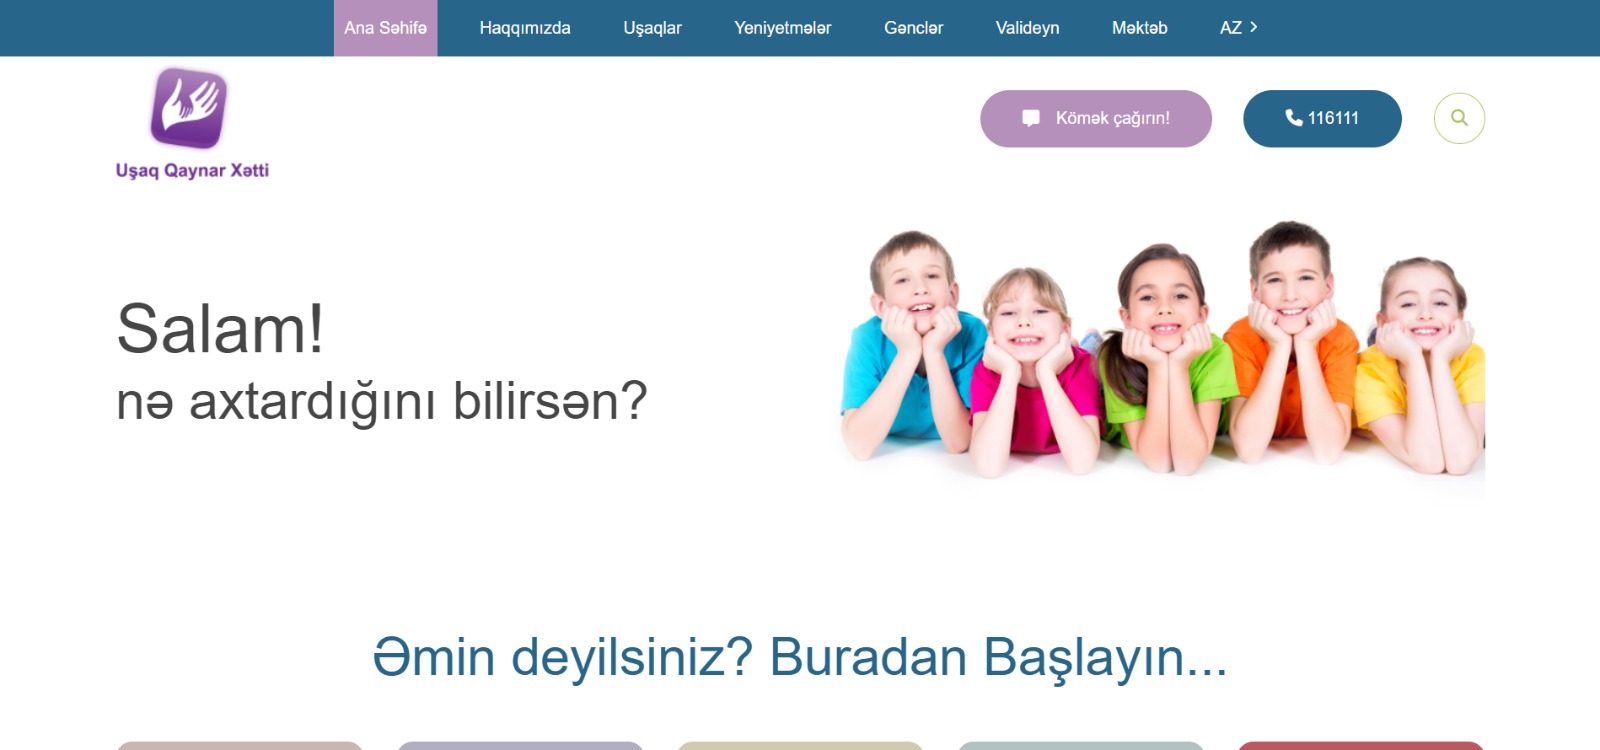 Ana Səhifə Haqqımızda Uşaqlar Yeniyetmələr Gənclər Valideyn Məktəb AZ
Uşaq Qaynar Xətti
Kömək çağırın! 116111
Salam!
nə axtardığını bilirsən?
Əmin deyilsiniz? Buradan Başlayın...